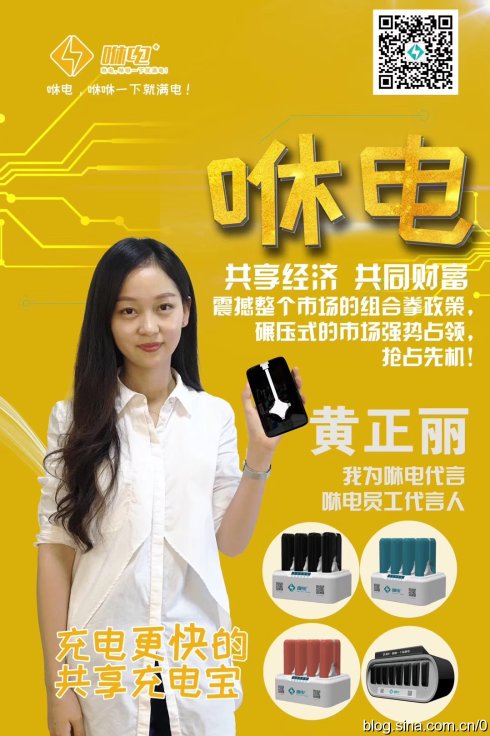 咻电+
咻电,咻咻一下就满电!
咻电
共享经济 共同财富
震撼整个市场的组合拳政策,
碾压式的市场强势占领,
抢占先机!
黄正丽
我为咻电代言
咻电员工代言人
充电更快的
共享充电宝
blog.sina.com.cn/0